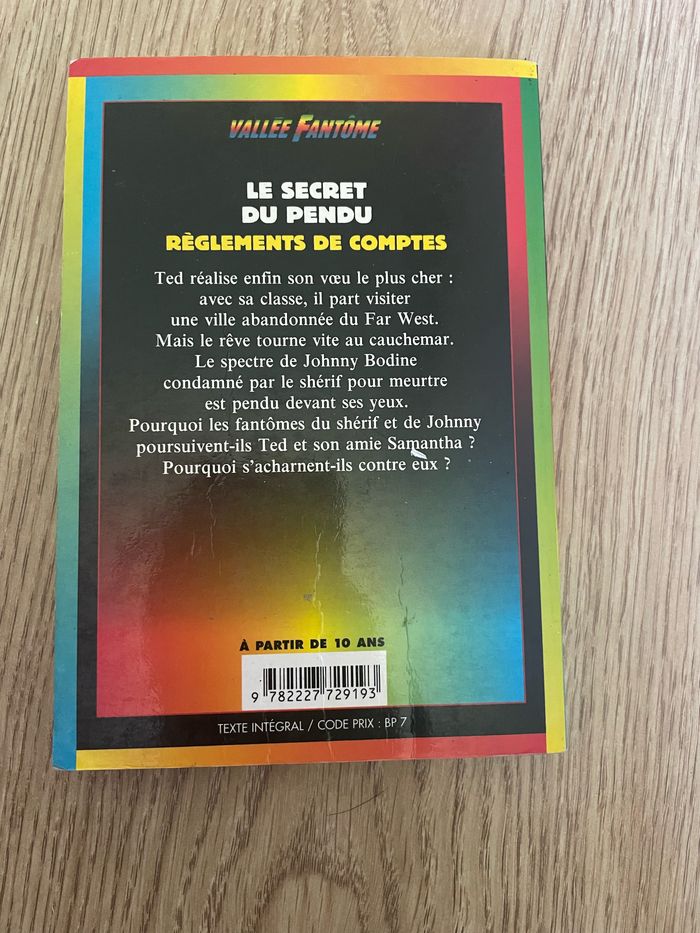 VALLÉE FANTÔME
LE SECRET
DU PENDU
RÈGLEMENTS DE COMPTES
Ted réalise enfin son vœu le plus cher :
avec sa classe, il part visiter
une ville abandonnée du Far West.
Mais le rêve tourne vite au cauchemar.
Le spectre de Johnny Bodine
condamné par le shérif pour meurtre
est pendu devant ses yeux.
Pourquoi les fantômes du shérif et de Johnny
poursuivent-ils Ted et son amie Samantha ?
Pourquoi s'acharnent-ils contre eux ?
À PARTIR DE 10 ANS
9 782227 729193
TEXTE INTÉGRAL / CODE PRIX : BP 7